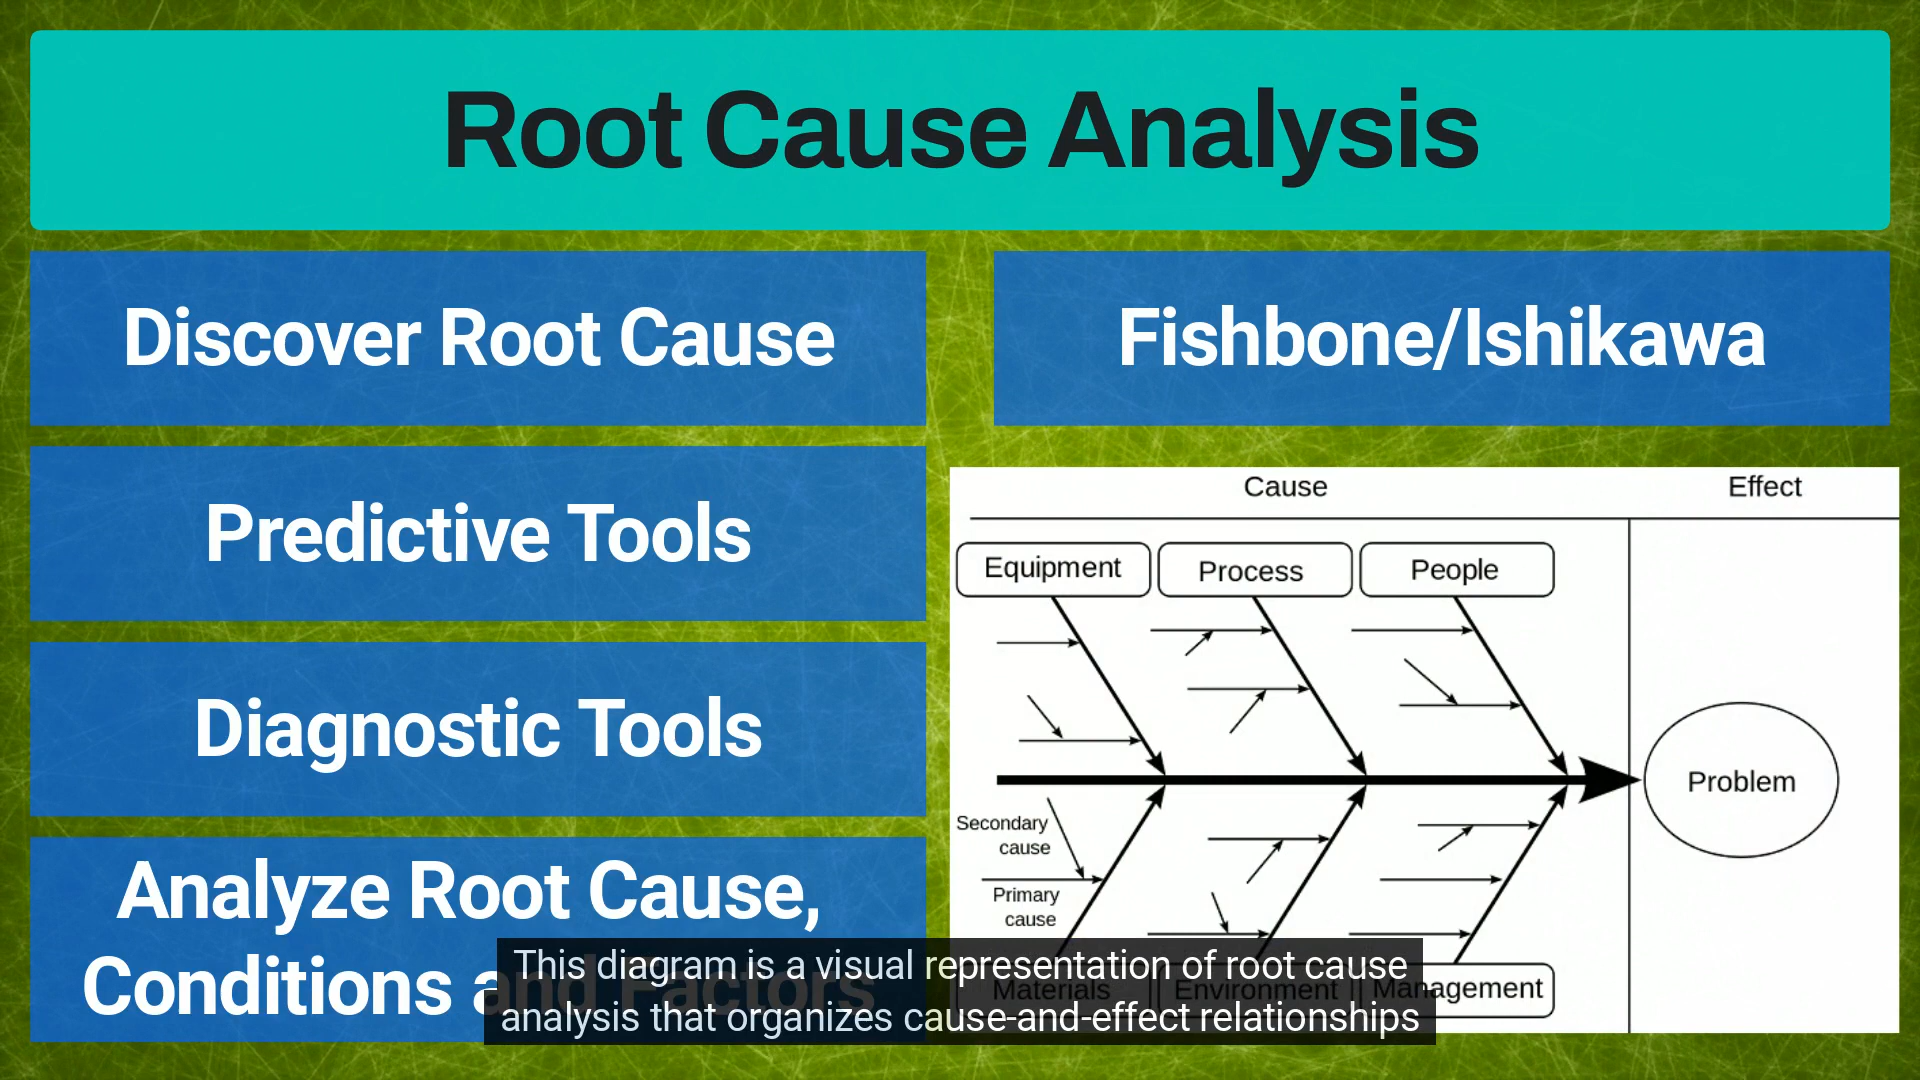 Root Cause Analysis
Discover Root Cause
Predictive Tools
Diagnostic Tools
Analyze Root Cause,
Conditions and Factors
Fishbone/Ishikawa
Cause
Effect
Equipment
Process
People
Problem
Secondary
cause
Primary
cause
Materials
Environment
Management
This diagram is a visual representation of root cause
analysis that organizes cause-and-effect relationships